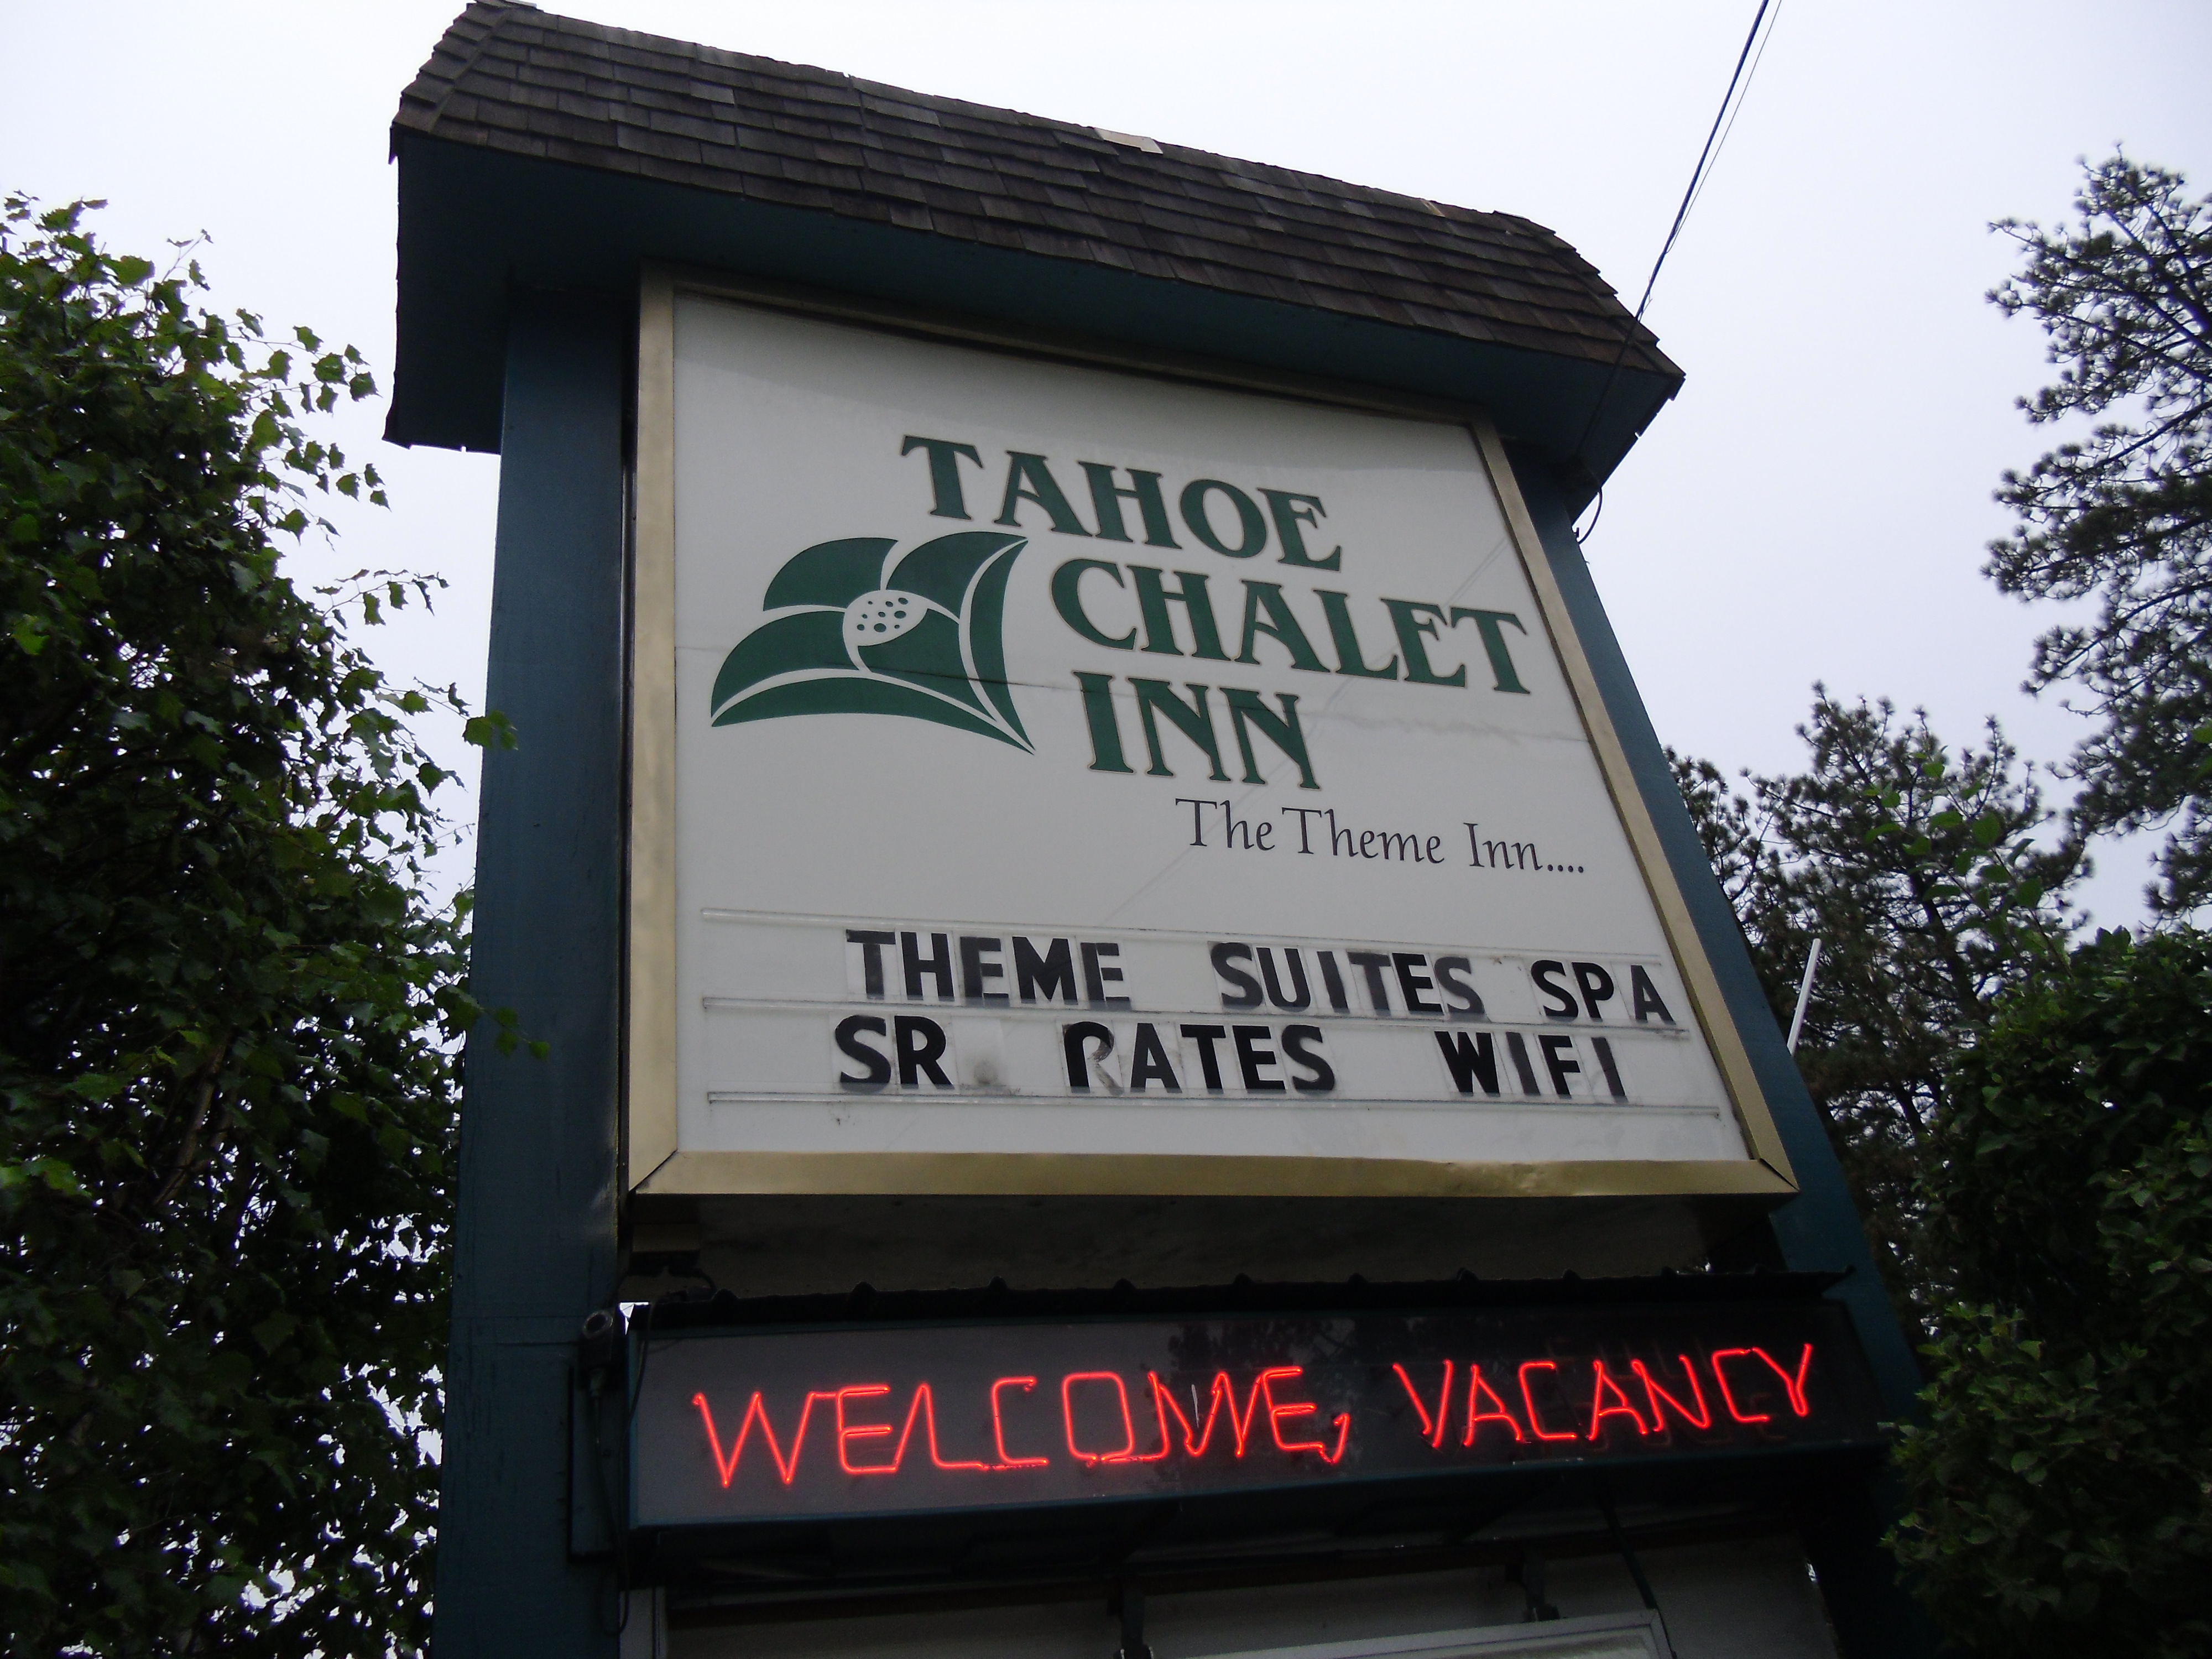 TAHOE
CHALET
INN
The Theme Inn....
THEME SUITES SPA
SR RATES WIFI
WELCOME, VACANCY